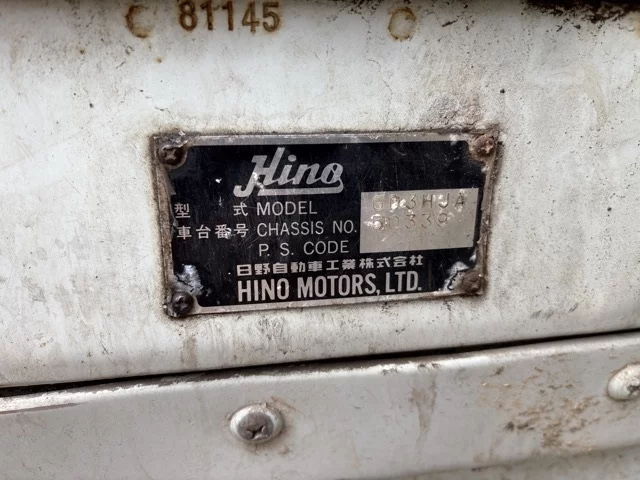 C 81145
Hino
型 式 MODEL GD3HJA
車台番号 CHASSIS NO.
P. S. CODE
日野自動車工業株式会社
HINO MOTORS, LTD.